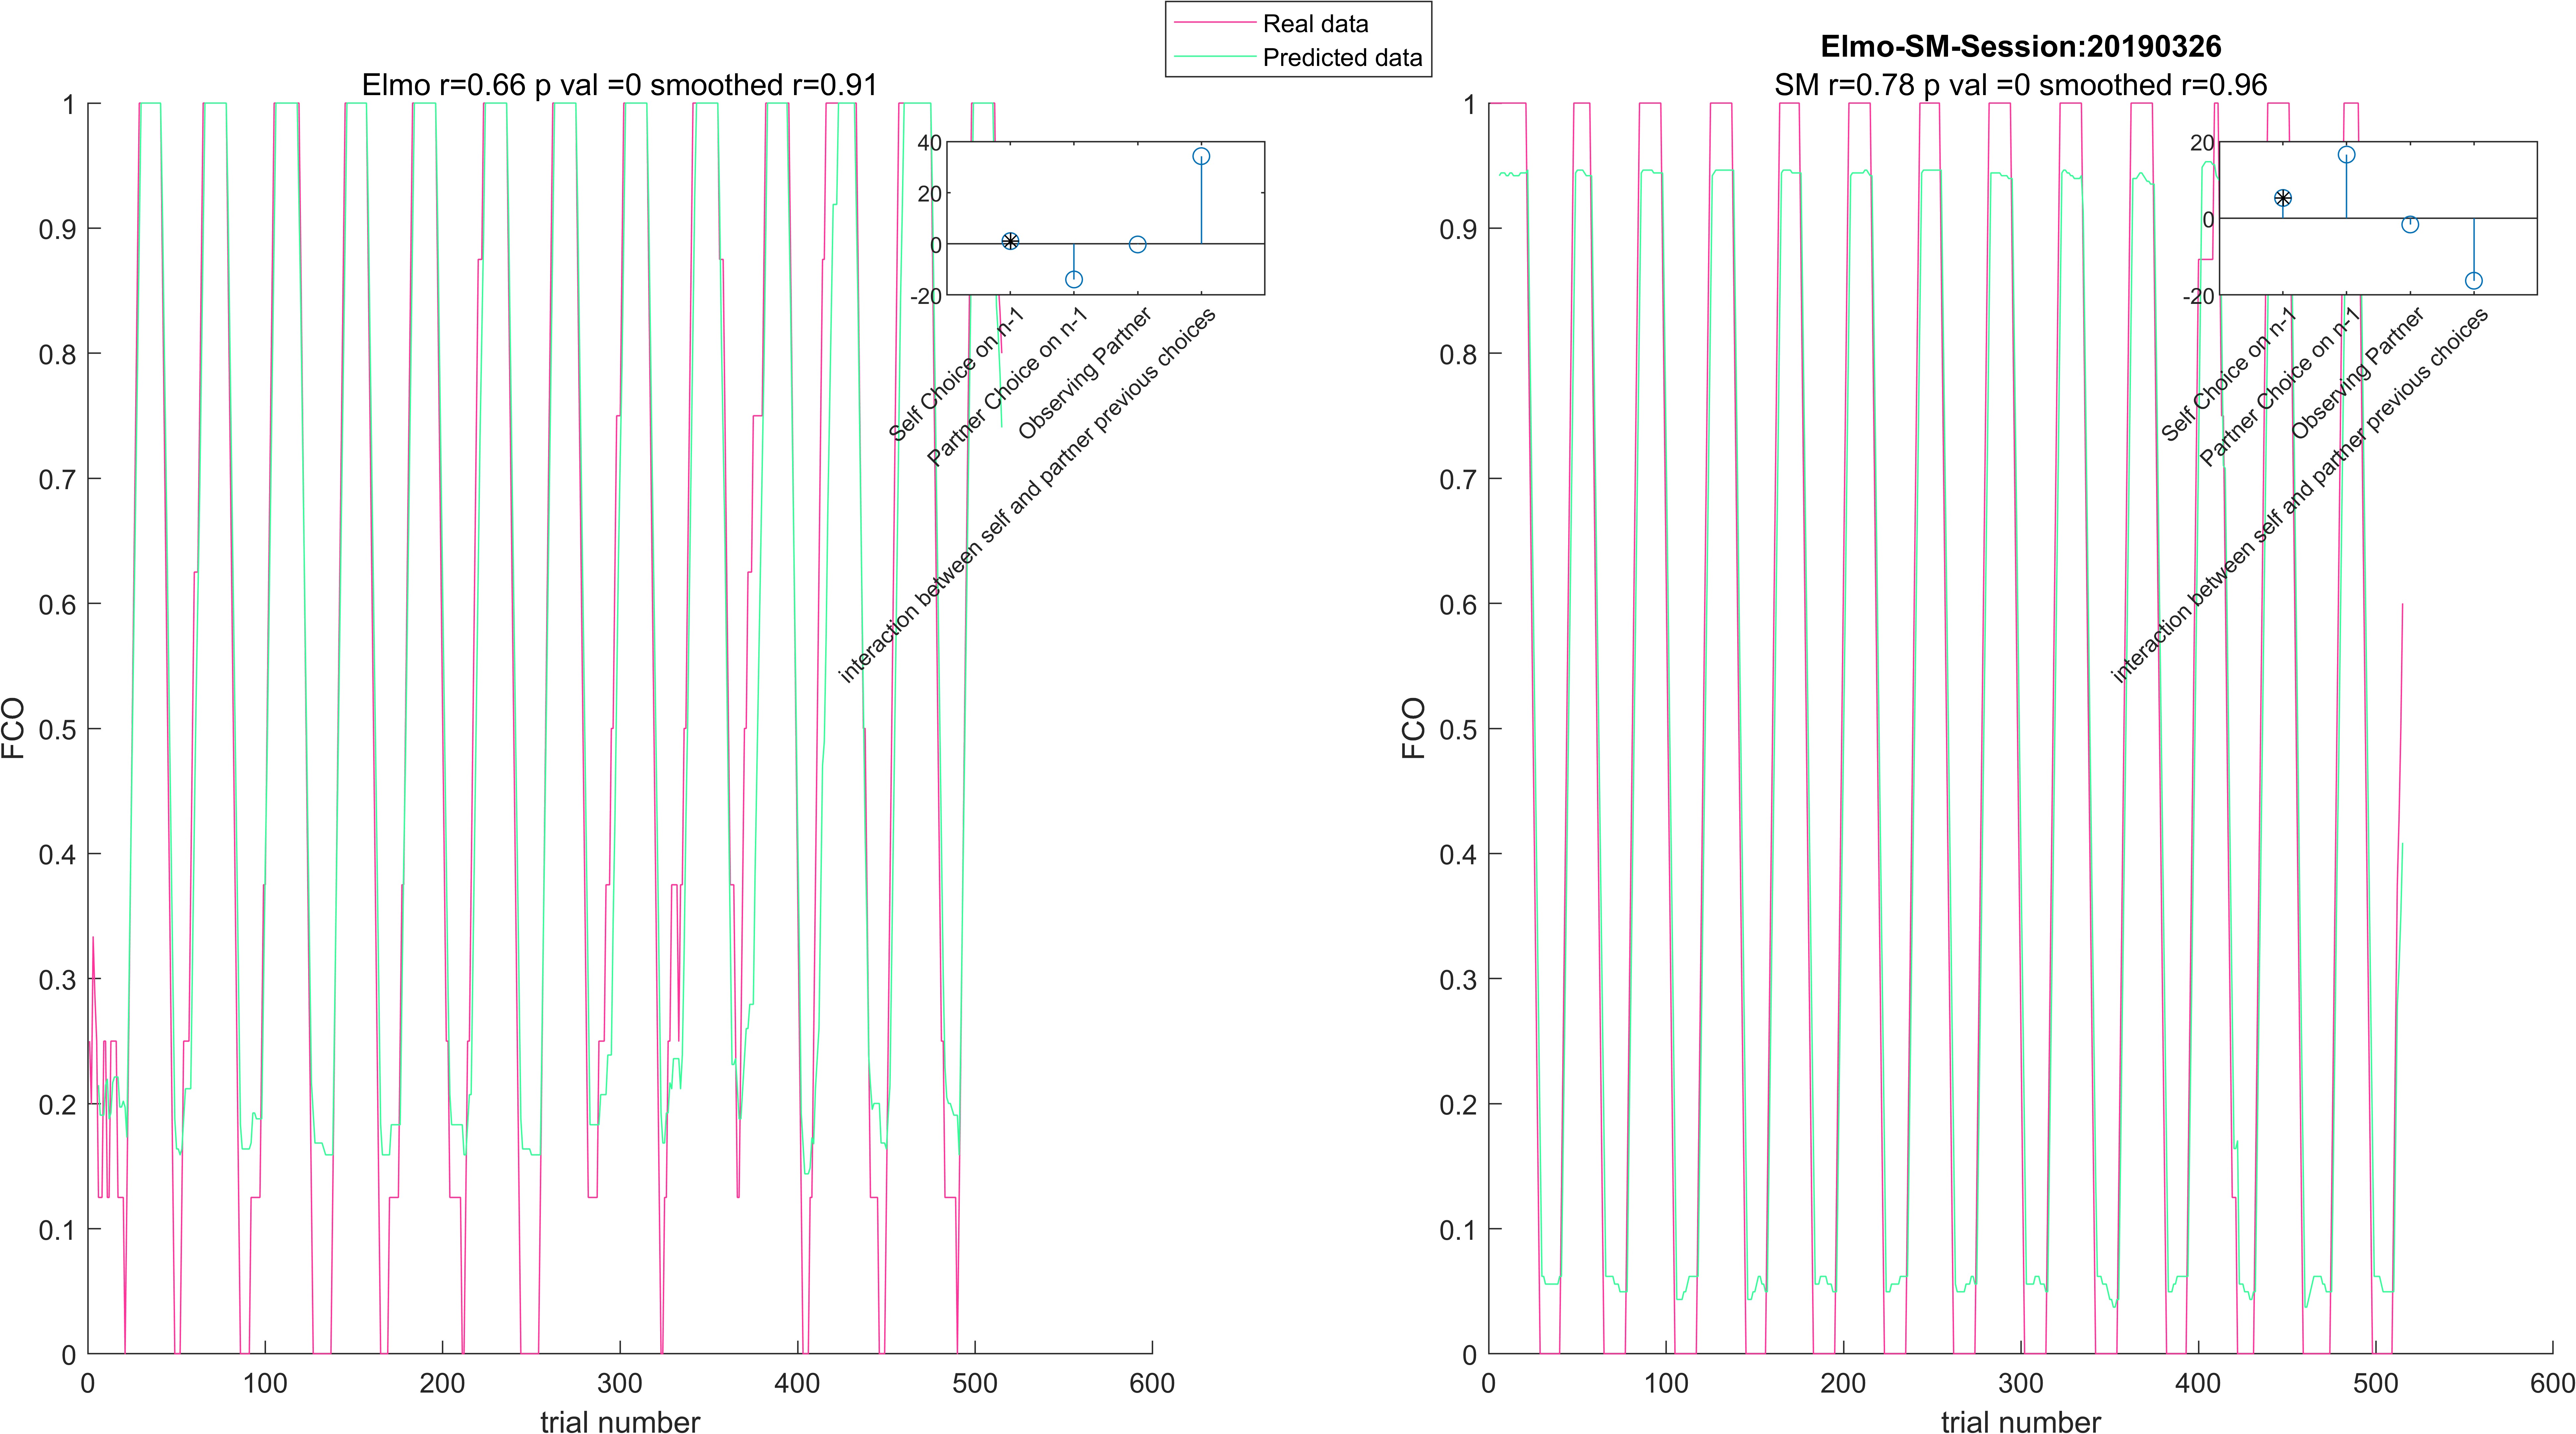 Real data
Predicted data
Elmo r=0.66 p val =0 smoothed r=0.91
1
0.9
0.8
0.7
0.6
0.5
0.4
0.3
0.2
0.1
0
FCO
0
100
200
300
400
500
600
trial number
40
20
0
-20
Self Choice on n-1
Partner Choice on n-1
Observing Partner
interaction between self and partner previous choices
Elmo-SM-Session:20190326
SM r=0.78 p val =0 smoothed r=0.96
1
0.9
0.8
0.7
0.6
0.5
0.4
0.3
0.2
0.1
0
FCO
0
100
200
300
400
500
600
trial number
20
0
-20
Self Choice on n-1
Partner Choice on n-1
Observing Partner
interaction between self and partner previous choices